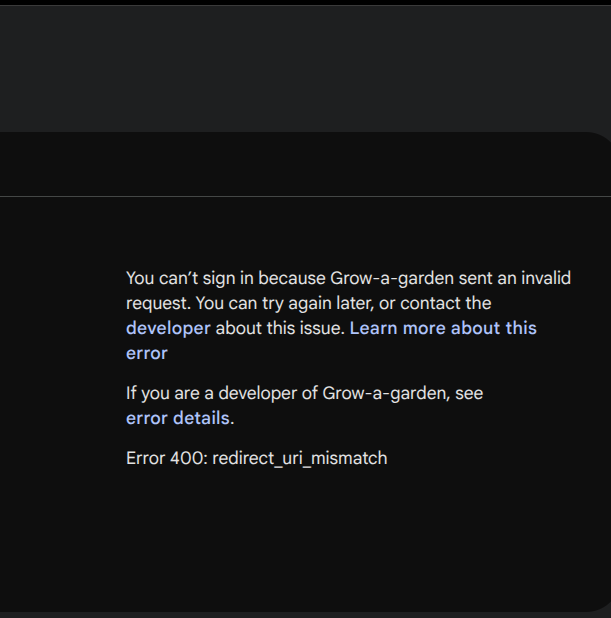 You can’t sign in because Grow-a-garden sent an invalid
request. You can try again later, or contact the
developer about this issue. Learn more about this
error
If you are a developer of Grow-a-garden, see
error details.
Error 400: redirect_uri_mismatch